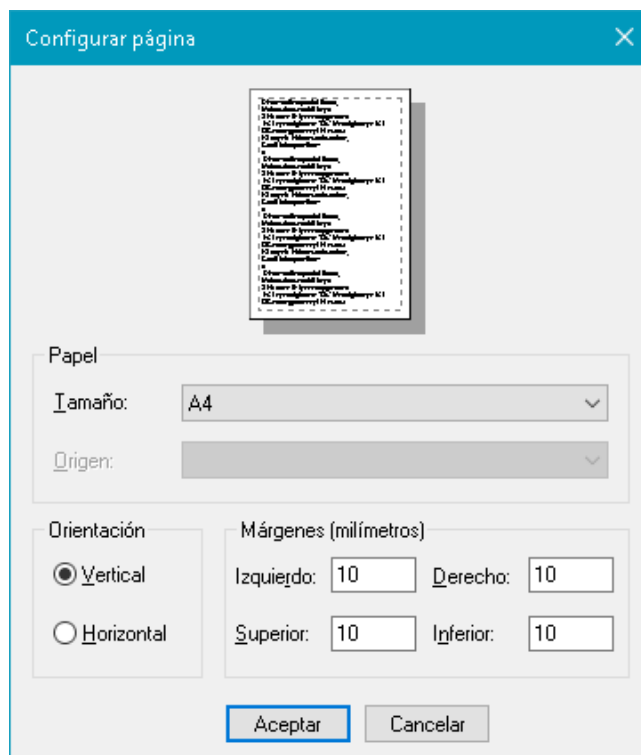 Configurar página
Papel
Tamaño: A4
Origen:
Orientación
Vertical
Horizontal
Márgenes (milímetros)
Izquierdo: 10 Derecho: 10
Superior: 10 Inferior: 10
Aceptar Cancelar